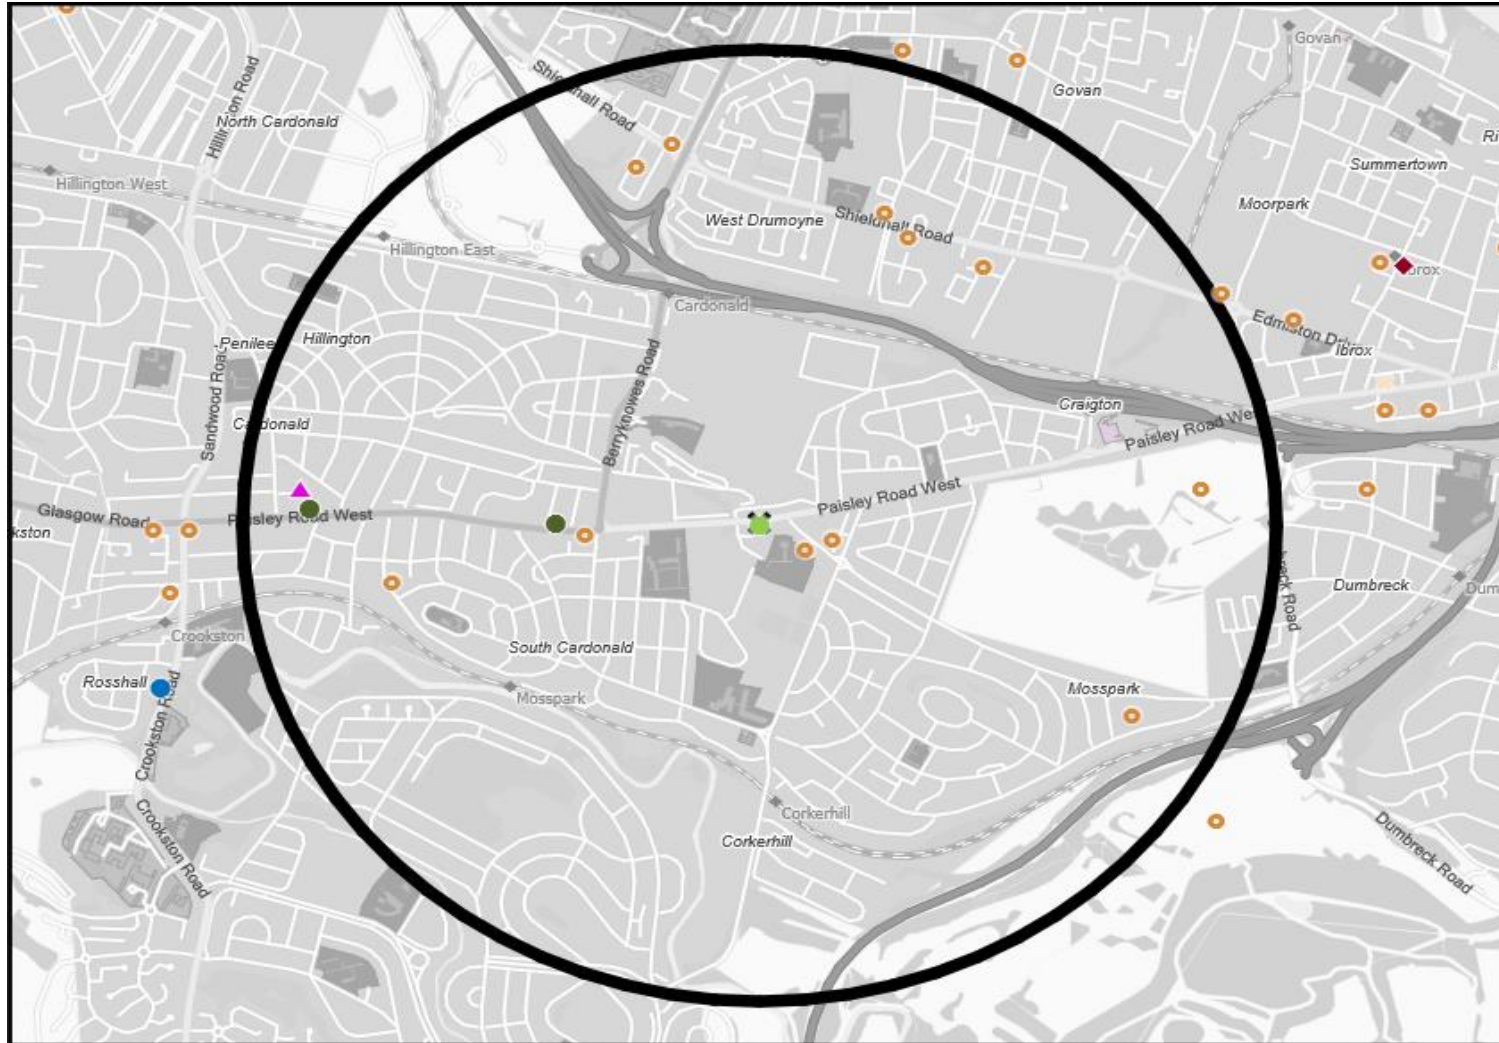 Govan
Shieldhall Road
Hillington Road
Govan
North Cardonald
Summertown
Hillington West
Moorpark
West Drumoyne
Shieldhall Road
Hillington East
Cardonald
Edmiston Drive
Penilee
Hillington
Ibrox
Sandwood Road
Berryknowes Road
Craigton
Cardonald
Paisley Road West
Paisley Road West
Glasgow Road
Paisley Road West
Dumbreck
Crookston
South Cardonald
Rosshall
Mosspark
Mosspark
Crookston Road
Corkerhill
Crookston Road
Corkerhill
Dumbreck Road